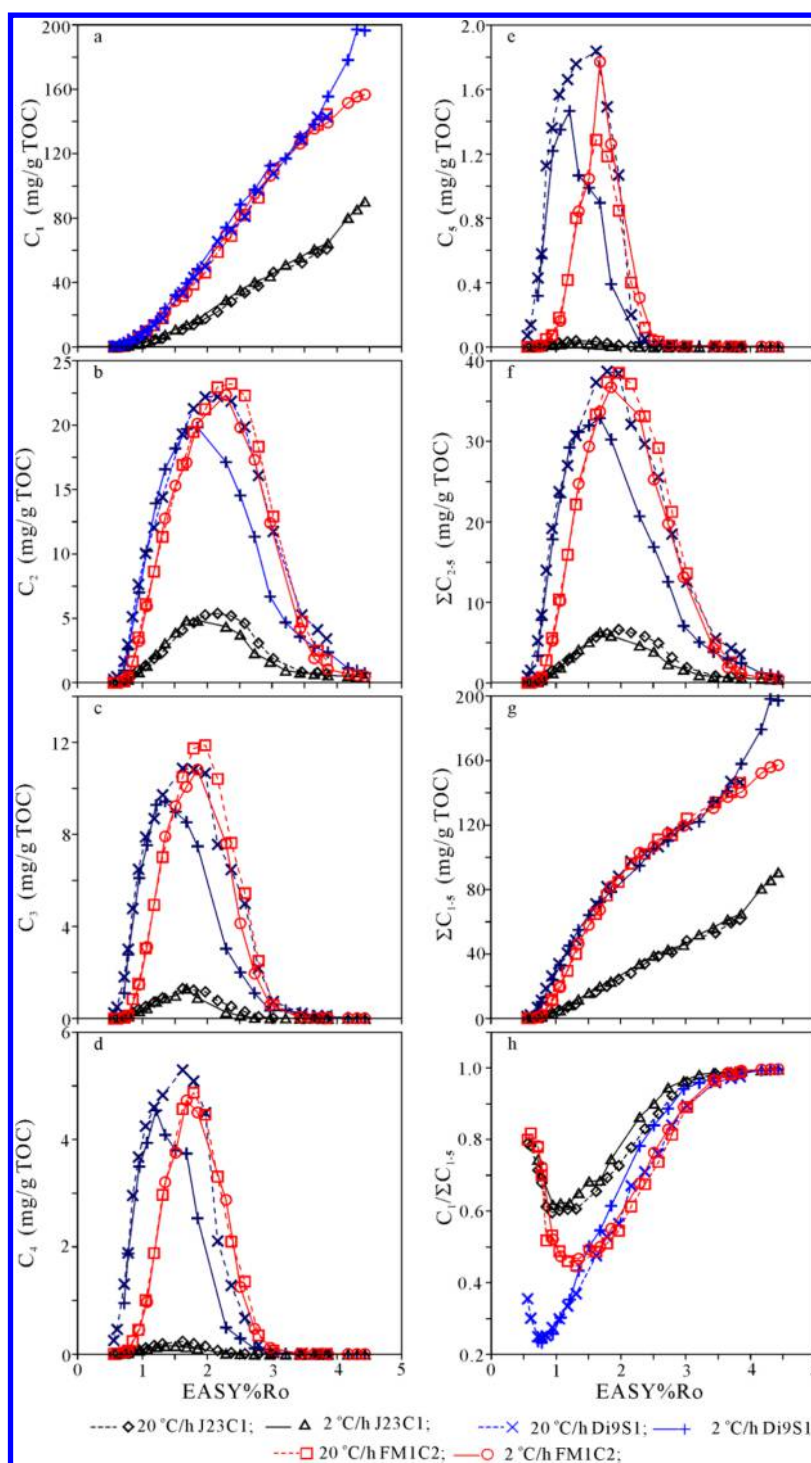 a
C₁ (mg/g TOC)
200
160
120
80
40
0
b
C₂ (mg/g TOC)
25
20
15
10
5
0
c
C₃ (mg/g TOC)
12
8
4
0
d
C₄ (mg/g TOC)
6
4
2
0
0 1 2 3 4 5
EASY%Ro
e
C₅ (mg/g TOC)
2.0
1.6
1.2
0.8
0.4
0.0
f
ΣC₂₋₅ (mg/g TOC)
40
30
20
10
0
g
ΣC₁₋₅ (mg/g TOC)
200
160
120
80
40
0
h
C₁/ΣC₁₋₅
1.0
0.8
0.6
0.4
0.2
0 1 2 3 4 5
EASY%Ro
20 °C/h J23C1; 2 °C/h J23C1; 20 °C/h Di9S1; 2 °C/h Di9S1
20 °C/h FM1C2; 2 °C/h FM1C2;